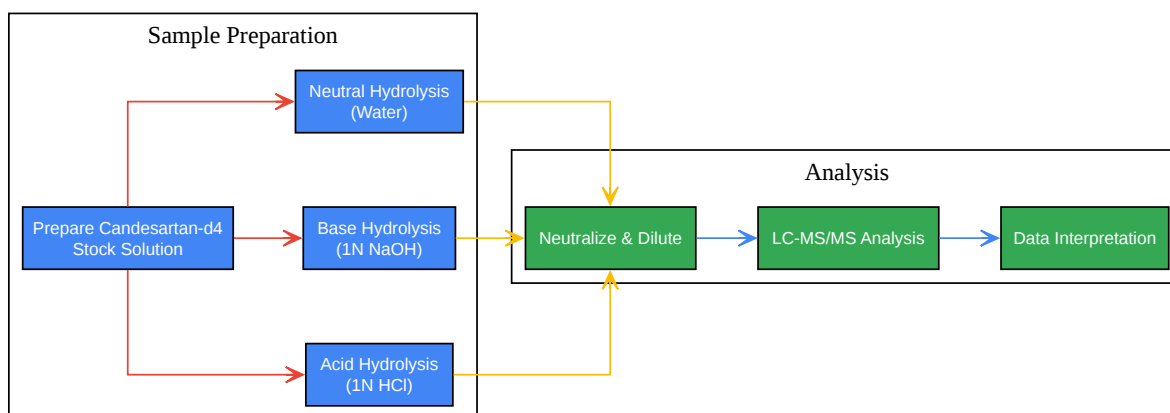 Sample Preparation
Neutral Hydrolysis
(Water)
Prepare Candesartan-d4
Stock Solution
Base Hydrolysis
(1N NaOH)
Acid Hydrolysis
(1N HCl)
Analysis
Neutralize & Dilute
LC-MS/MS Analysis
Data Interpretation